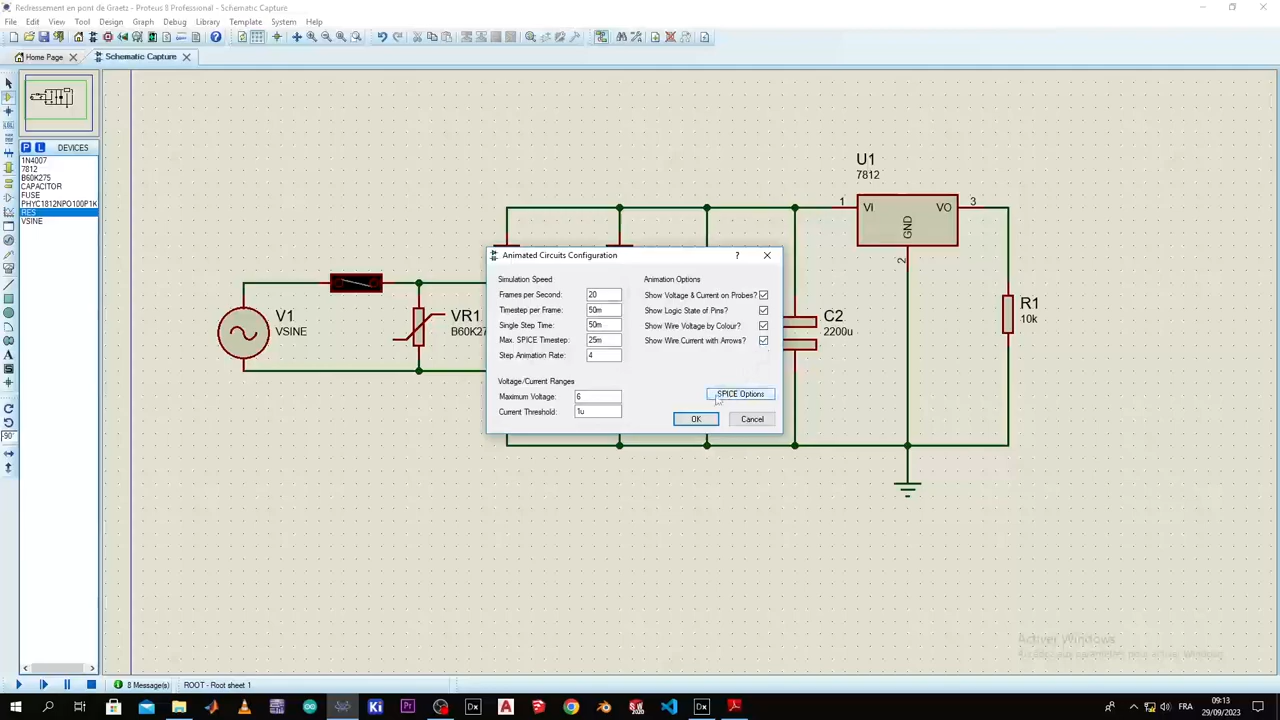 Redressement en pont de Graetz - Proteus 8 Professional - Schematic Capture
File Edit View Tool Design Graph Debug Library Template System Help
Home Page Schematic Capture
P L DEVICES
1N4007
7812
B60K275
CAPACITOR
FUSE
PHYC1812NPO100P1K
RES
VSINE
U1
7812
1 VI VO 3
GND
2
V1
VSINE
VR1
B60K27
C2
2200u
R1
10k
Animated Circuits Configuration ?
Simulation Speed
Frames per Second: 20
Timestep per Frame: 50m
Single Step Time: 50m
Max. SPICE Timestep: 25m
Step Animation Rate: 4
Voltage/Current Ranges
Maximum Voltage: 6
Current Threshold: 1u
Animation Options
Show Voltage & Current on Probes?
Show Logic State of Pins?
Show Wire Voltage by Colour?
Show Wire Current with Arrows?
SPICE Options
OK Cancel
Activer Windows
8 Message(s) ROOT - Root sheet 1
FRA
09:13
29/09/2023